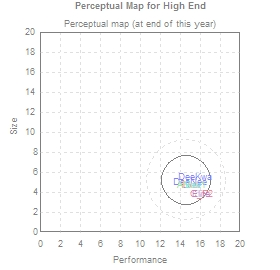 Perceptual Map for High End
Perceptual map (at end of this year)
20
18
16
14
12
10
8
6
4
2
0
Size
0 2 4 6 8 10 12 14 16 18 20
Performance